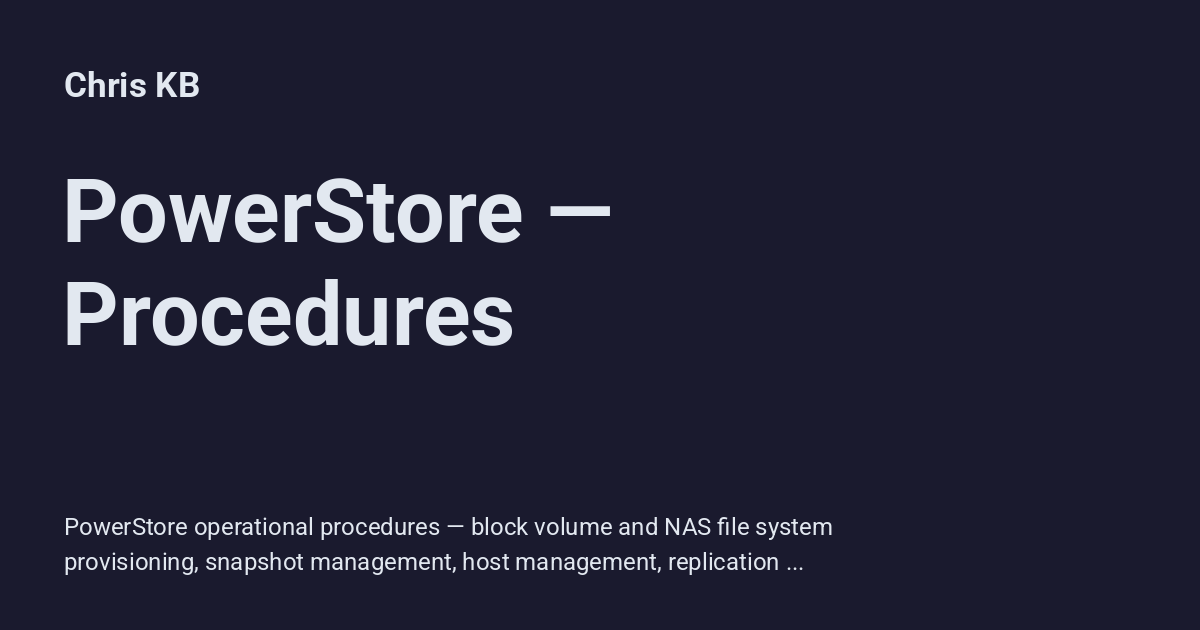 Chris KB
PowerStore —
Procedures
PowerStore operational procedures — block volume and NAS file system
provisioning, snapshot management, host management, replication ...